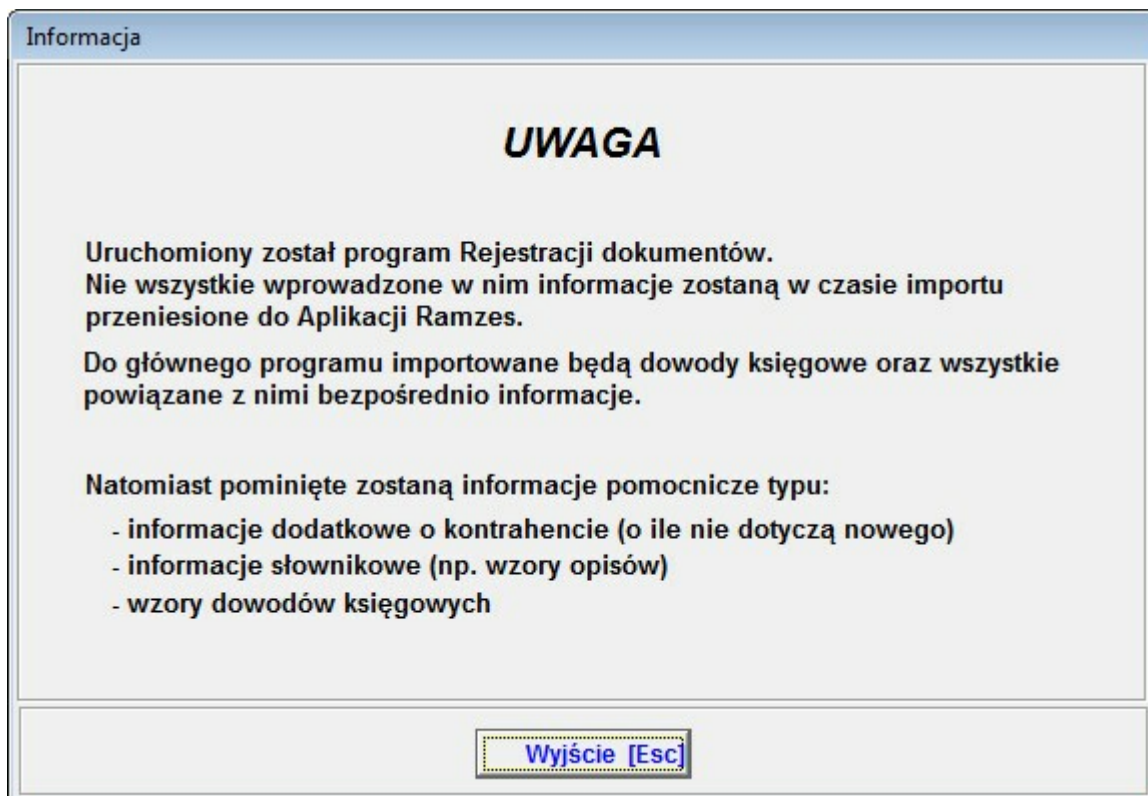 Informacja
UWAGA
Uruchomiony został program Rejestracji dokumentów.
Nie wszystkie wprowadzone w nim informacje zostaną w czasie importu
przeniesione do Aplikacji Ramzes.
Do głównego programu importowane będą dowody księgowe oraz wszystkie
powiązane z nimi bezpośrednio informacje.
Natomiast pominięte zostaną informacje pomocnicze typu:
- informacje dodatkowe o kontrahencie (o ile nie dotyczą nowego)
- informacje słownikowe (np. wzory opisów)
- wzory dowodów księgowych
Wyjście [Esc]